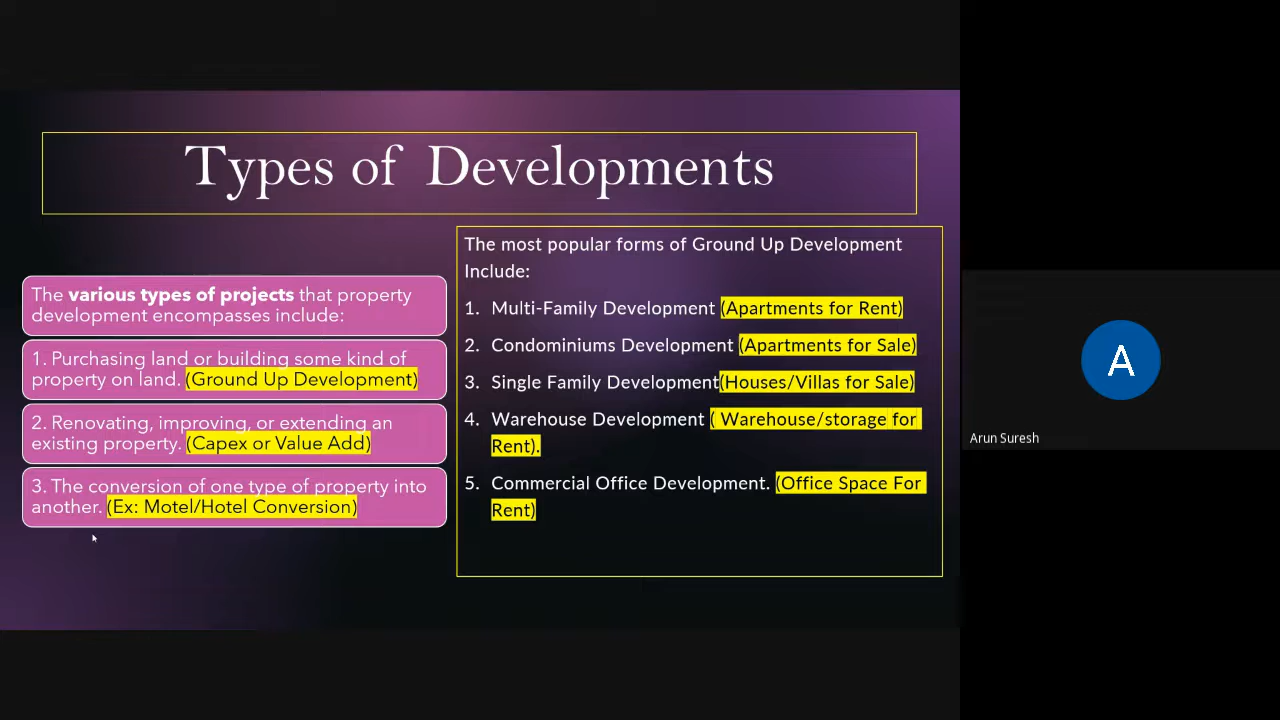 Types of Developments
The various types of projects that property
development encompasses include:
1. Purchasing land or building some kind of
property on land. (Ground Up Development)
2. Renovating, improving, or extending an
existing property. (Capex or Value Add)
3. The conversion of one type of property into
another. (Ex: Motel/Hotel Conversion)
The most popular forms of Ground Up Development
Include:
1. Multi-Family Development (Apartments for Rent)
2. Condominiums Development (Apartments for Sale)
3. Single Family Development(Houses/Villas for Sale)
4. Warehouse Development ( Warehouse/storage for
Rent).
5. Commercial Office Development. (Office Space For
Rent)
A
Arun Suresh